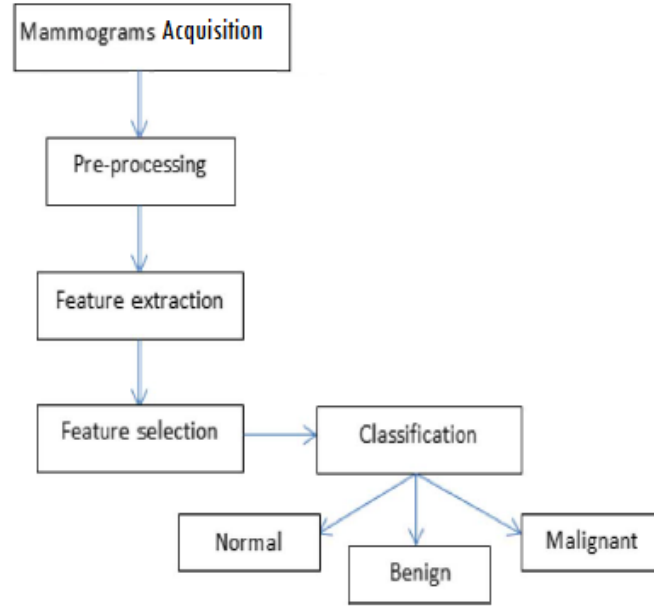 Mammograms Acquisition
Pre-processing
Feature extraction
Feature selection
Classification
Normal
Benign
Malignant